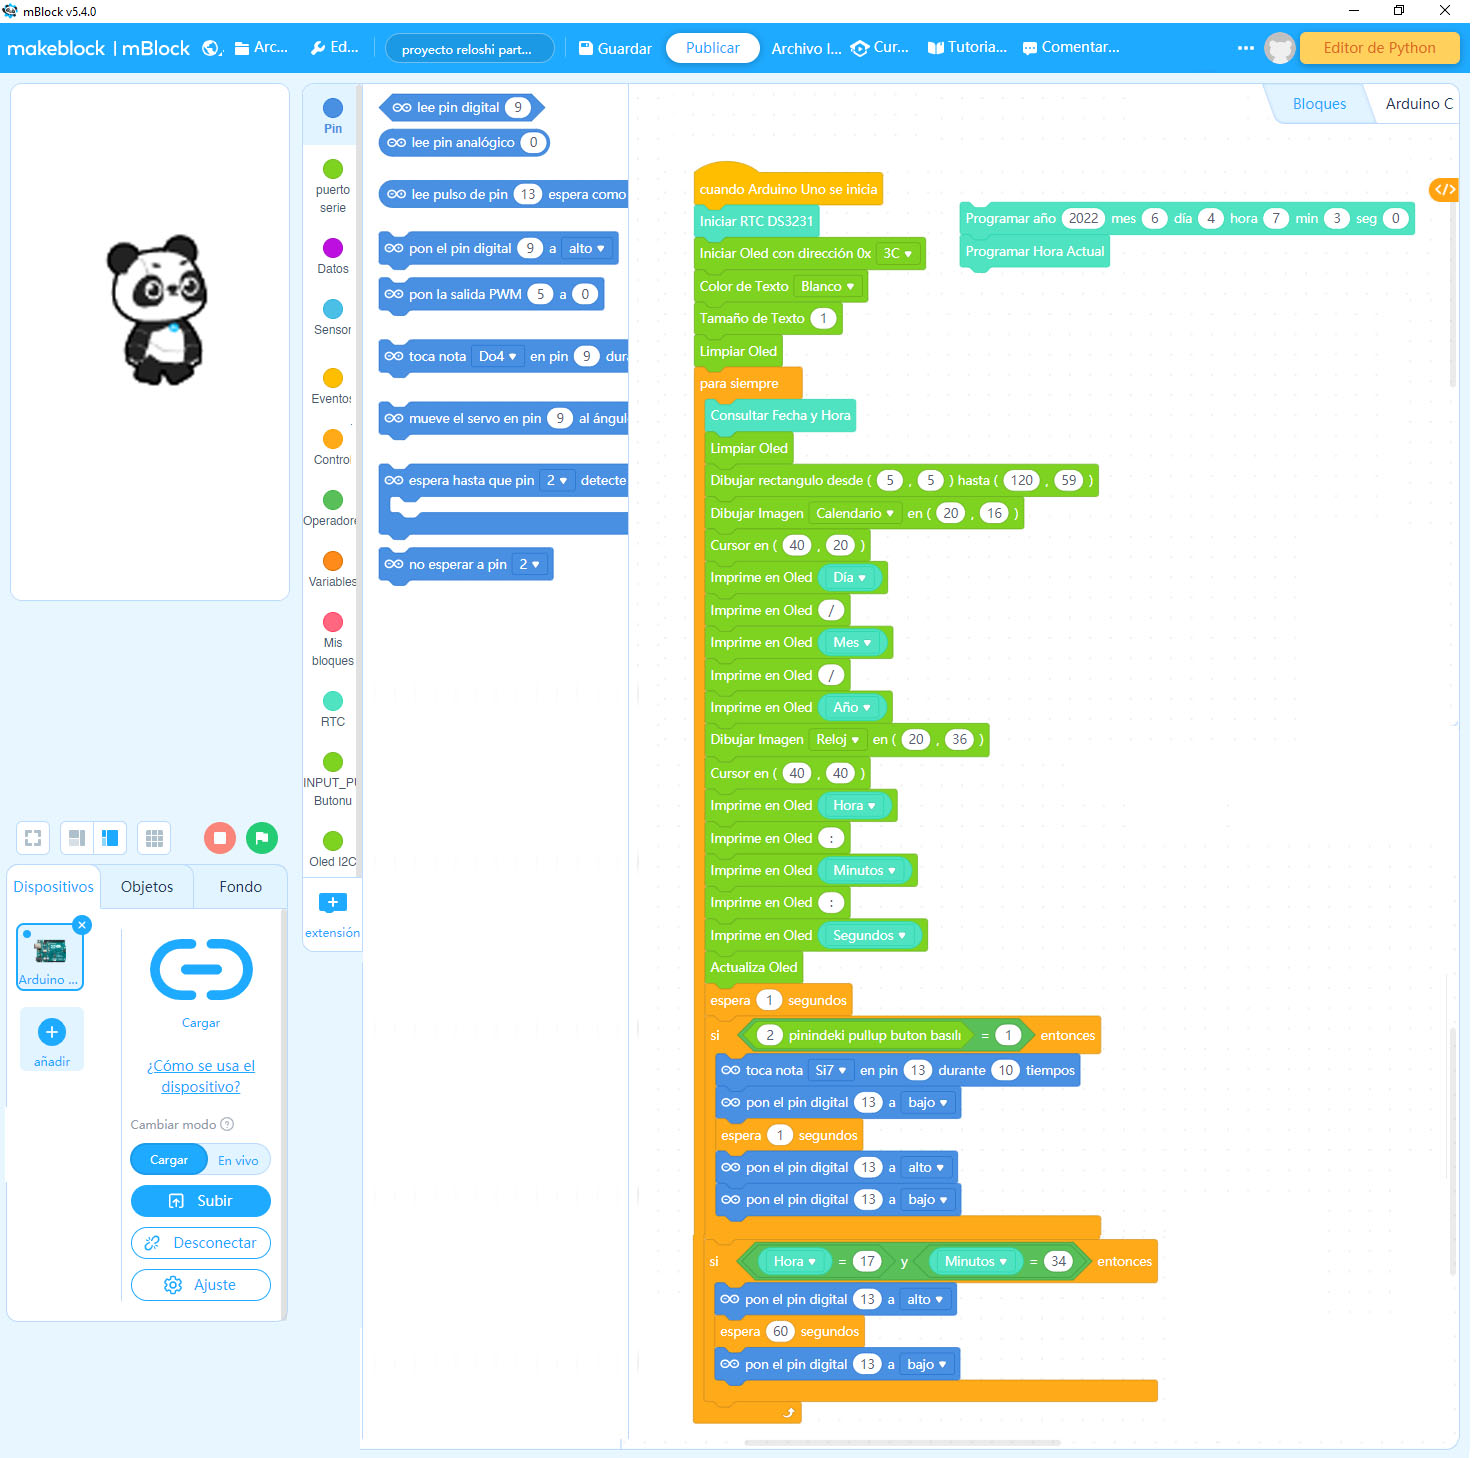 mBlock v5.4.0
makeblock | mBlock
Arc...
Ed...
proyecto reloshi part...
Guardar
Publicar
Archivo I...
Cur...
Tutoria...
Comentar...
Editor de Python
Bloques
Arduino C
Pin
puerto
serie
Datos
Sensor
Eventos
Control
Operadore
Variables
Mis
bloques
RTC
INPUT_PU
Butonu
Oled I2C
extensión
lee pin digital 9
lee pin analógico 0
lee pulso de pin 13 espera como
pon el pin digital 9 a alto
pon la salida PWM 5 a 0
toca nota Do4 en pin 9 dura
mueve el servo en pin 9 al ángul
espera hasta que pin 2 detecte
no esperar a pin 2
cuando Arduino Uno se inicia
Iniciar RTC DS3231
Iniciar Oled con dirección 0x 3C
Color de Texto Blanco
Tamaño de Texto 1
Limpiar Oled
para siempre
Consultar Fecha y Hora
Limpiar Oled
Dibujar rectangulo desde ( 5 , 5 ) hasta ( 120 , 59 )
Dibujar Imagen Calendario en ( 20 , 16 )
Cursor en ( 40 , 20 )
Imprime en Oled Día
Imprime en Oled /
Imprime en Oled Mes
Imprime en Oled /
Imprime en Oled Año
Dibujar Imagen Reloj en ( 20 , 36 )
Cursor en ( 40 , 40 )
Imprime en Oled Hora
Imprime en Oled :
Imprime en Oled Minutos
Imprime en Oled :
Imprime en Oled Segundos
Actualiza Oled
espera 1 segundos
si 2 pinindeki pullup buton basılı = 1 entonces
toca nota Si7 en pin 13 durante 10 tiempos
pon el pin digital 13 a bajo
espera 1 segundos
pon el pin digital 13 a alto
pon el pin digital 13 a bajo
si Hora = 17 y Minutos = 34 entonces
pon el pin digital 13 a alto
espera 60 segundos
pon el pin digital 13 a bajo
Programar año 2022 mes 6 día 4 hora 7 min 3 seg 0
Programar Hora Actual
Dispositivos
Objetos
Fondo
Arduino ...
añadir
Cargar
¿Cómo se usa el
dispositivo?
Cambiar modo
Cargar
En vivo
Subir
Desconectar
Ajuste